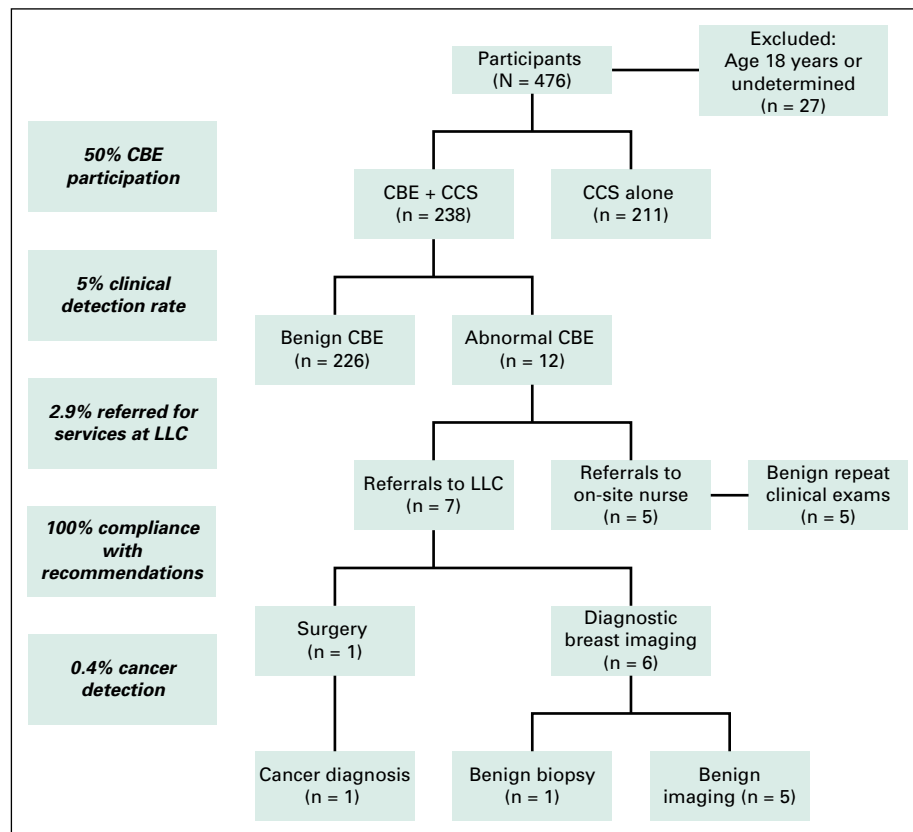 Participants
(N = 476)
Excluded:
Age 18 years or
undetermined
(n = 27)
50% CBE
participation
CBE + CCS
(n = 238)
CCS alone
(n = 211)
5% clinical
detection rate
Benign CBE
(n = 226)
Abnormal CBE
(n = 12)
2.9% referred for
services at LLC
Referrals to LLC
(n = 7)
Referrals to
on-site nurse
(n = 5)
Benign repeat
clinical exams
(n = 5)
100% compliance
with
recommendations
Surgery
(n = 1)
Diagnostic
breast imaging
(n = 6)
0.4% cancer
detection
Cancer diagnosis
(n = 1)
Benign biopsy
(n = 1)
Benign
imaging (n = 5)